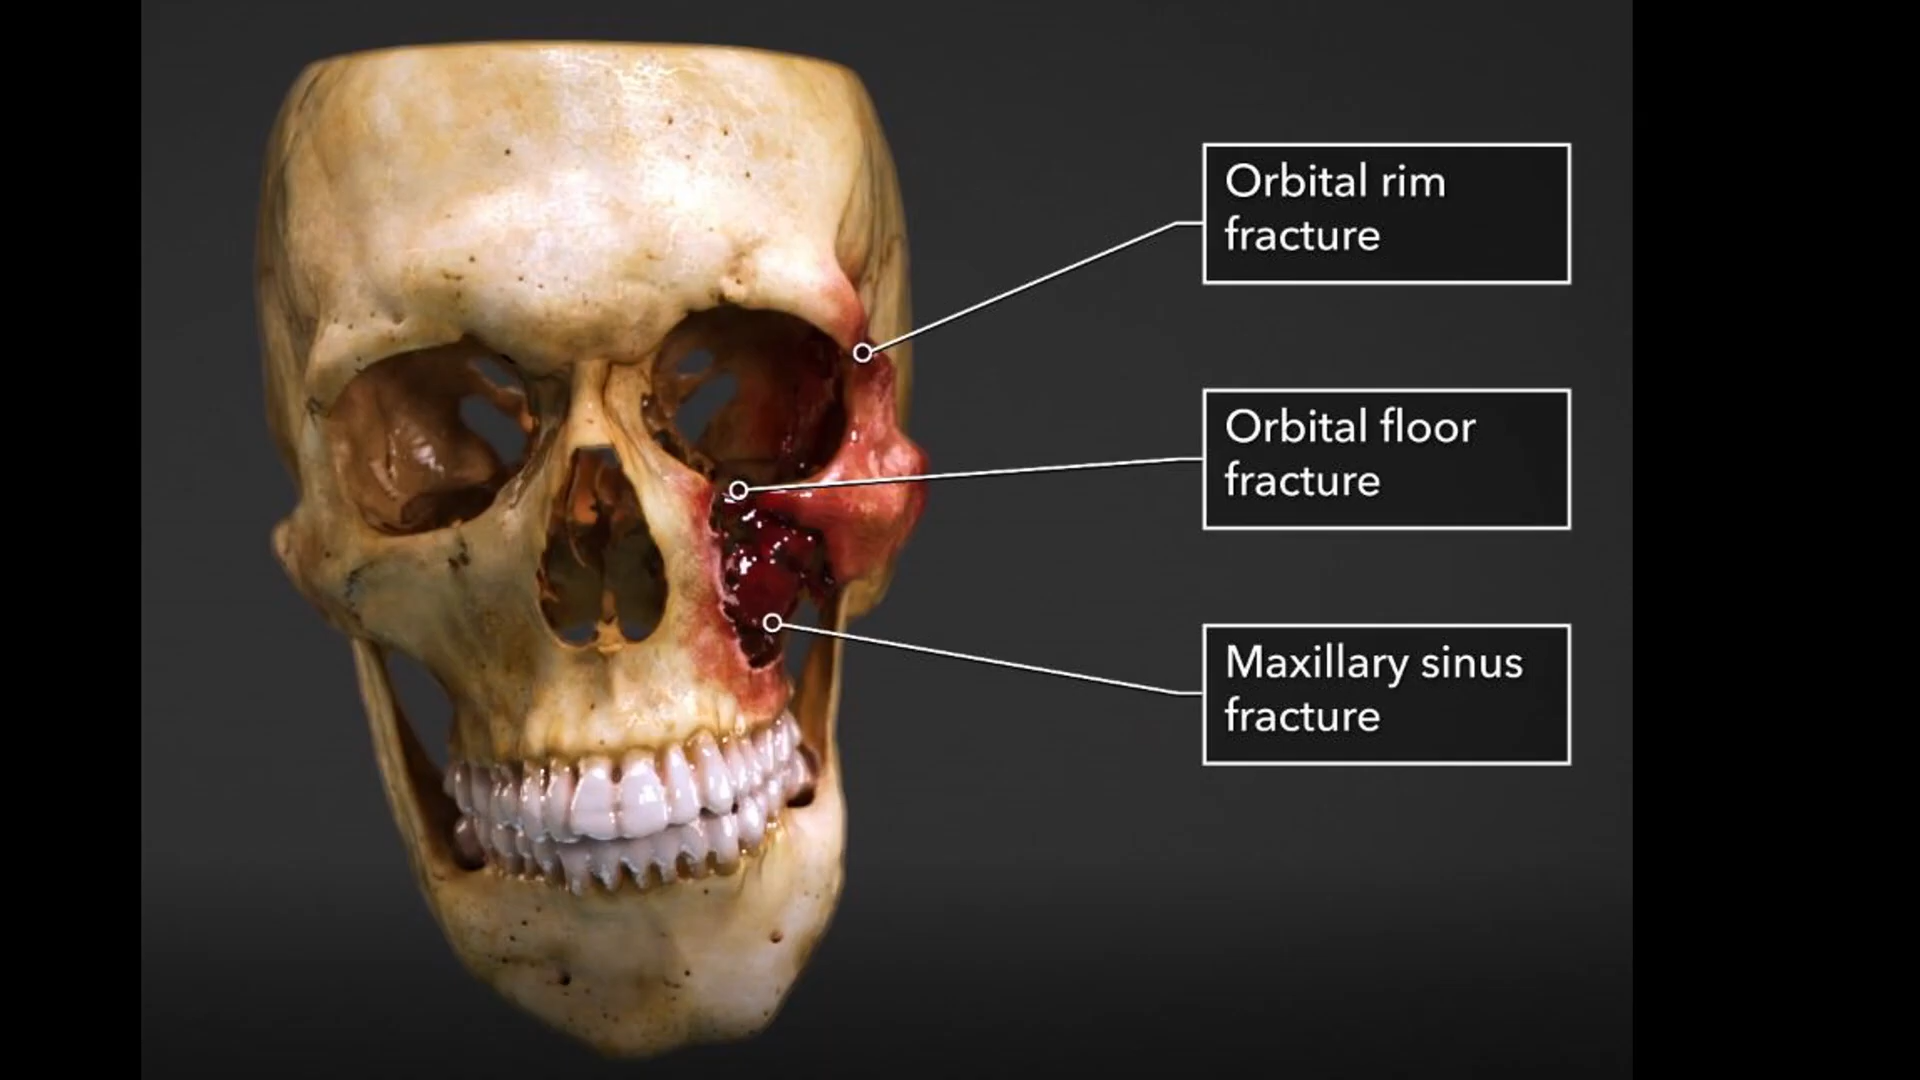 Orbital rim
fracture
Orbital floor
fracture
Maxillary sinus
fracture